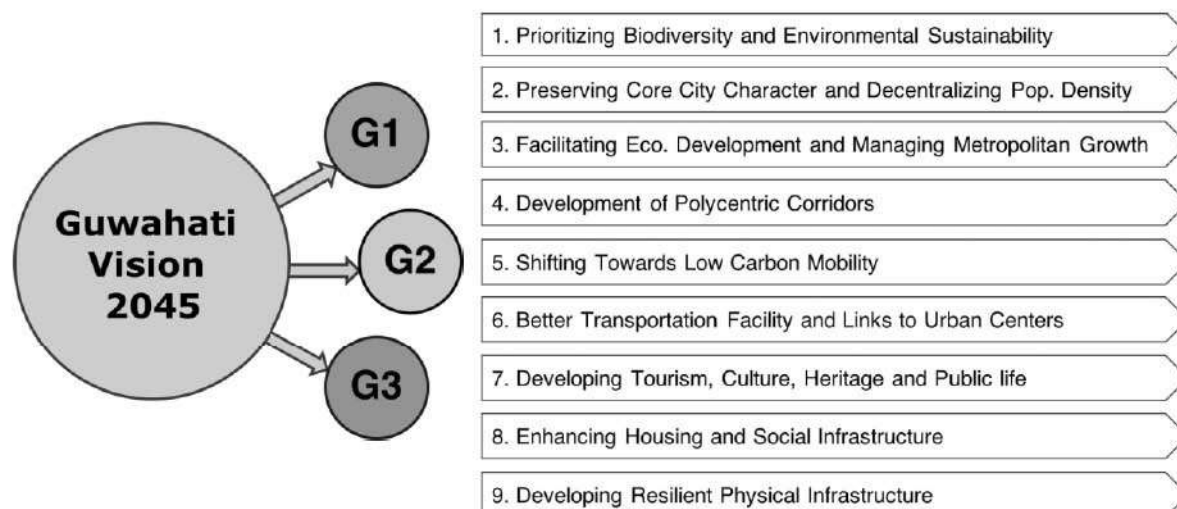 Guwahati
Vision
2045
G1
G2
G3
1. Prioritizing Biodiversity and Environmental Sustainability
2. Preserving Core City Character and Decentralizing Pop. Density
3. Facilitating Eco. Development and Managing Metropolitan Growth
4. Development of Polycentric Corridors
5. Shifting Towards Low Carbon Mobility
6. Better Transportation Facility and Links to Urban Centers
7. Developing Tourism, Culture, Heritage and Public life
8. Enhancing Housing and Social Infrastructure
9. Developing Resilient Physical Infrastructure